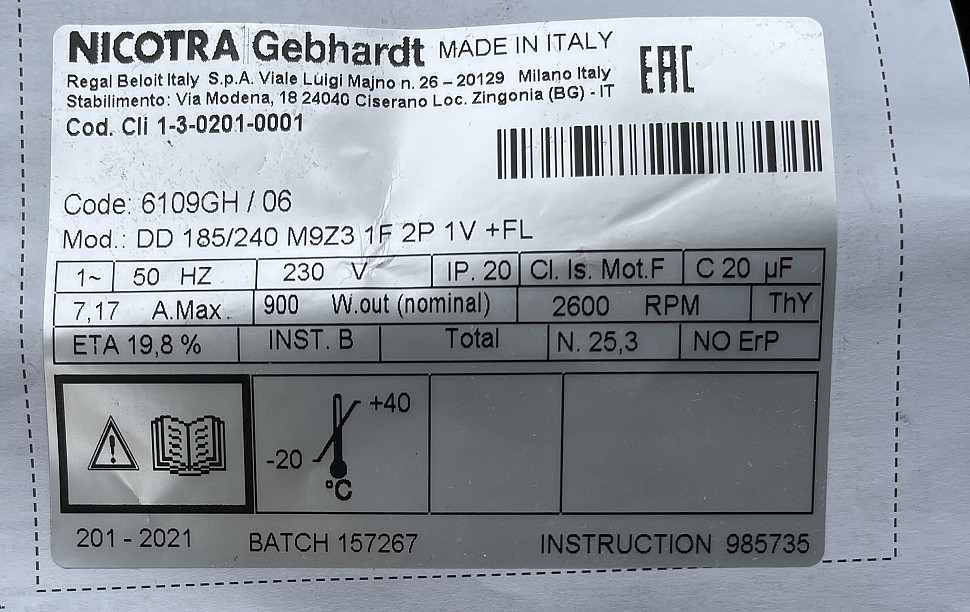 NICOTRA Gebhardt MADE IN ITALY EAC
Regal Beloit Italy S.p.A. Viale Luigi Majno n. 26 – 20129 Milano Italy
Stabilimento: Via Modena, 18 24040 Ciserano Loc. Zingonia (BG) - IT
Cod. Cli 1-3-0201-0001
Code: 6109GH / 06
Mod.: DD 185/240 M9Z3 1F 2P 1V +FL
1~ 50 HZ 230 V IP. 20 Cl. Is. Mot.F C 20 µF
7,17 A.Max. 900 W.out (nominal) 2600 RPM ThY
ETA 19,8 % INST. B Total N. 25,3 NO ErP
+40
-20
°C
201 - 2021 BATCH 157267 INSTRUCTION 985735